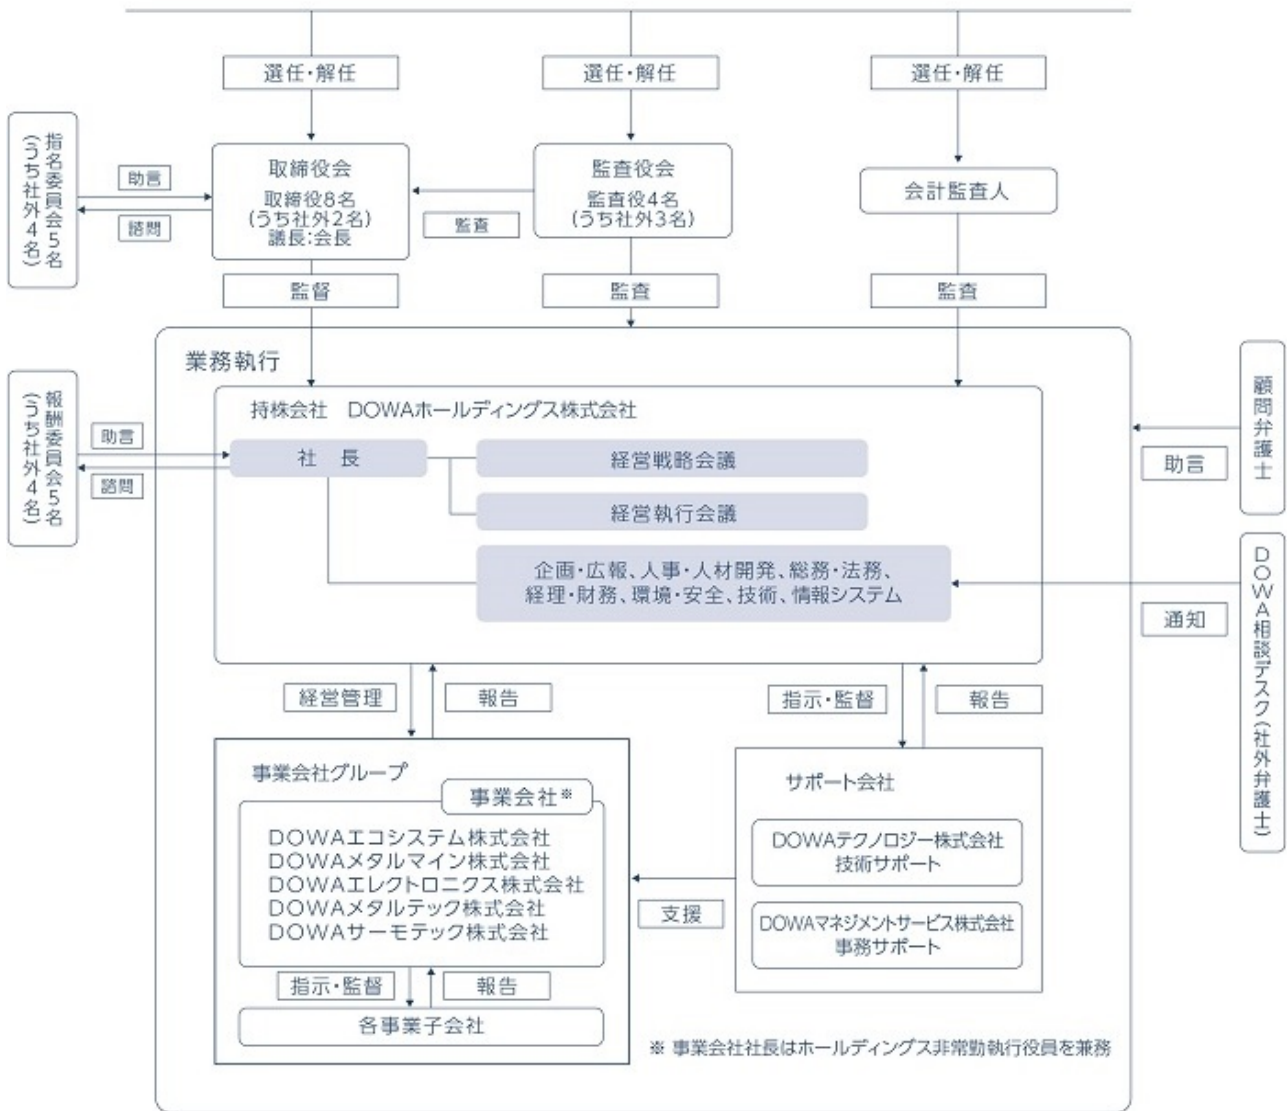 選任・解任
選任・解任
選任・解任
指名委員会5名
(うち社外4名)
助言
諮問
取締役会
取締役8名
(うち社外2名)
議長:会長
監査
監査役会
監査役4名
(うち社外3名)
会計監査人
監督
監査
監査
業務執行
報酬委員会5名
(うち社外4名)
助言
諮問
持株会社 DOWAホールディングス株式会社
社 長
経営戦略会議
経営執行会議
企画・広報、人事・人材開発、総務・法務、
経理・財務、環境・安全、技術、情報システム
顧問弁護士
助言
DOWA相談デスク(社外弁護士)
通知
経営管理
報告
指示・監督
報告
事業会社グループ
事業会社※
DOWAエコシステム株式会社
DOWAメタルマイン株式会社
DOWAエレクトロニクス株式会社
DOWAメタルテック株式会社
DOWAサーモテック株式会社
指示・監督
報告
各事業子会社
支援
サポート会社
DOWAテクノロジー株式会社
技術サポート
DOWAマネジメントサービス株式会社
事務サポート
※ 事業会社社長はホールディングス非常勤執行役員を兼務